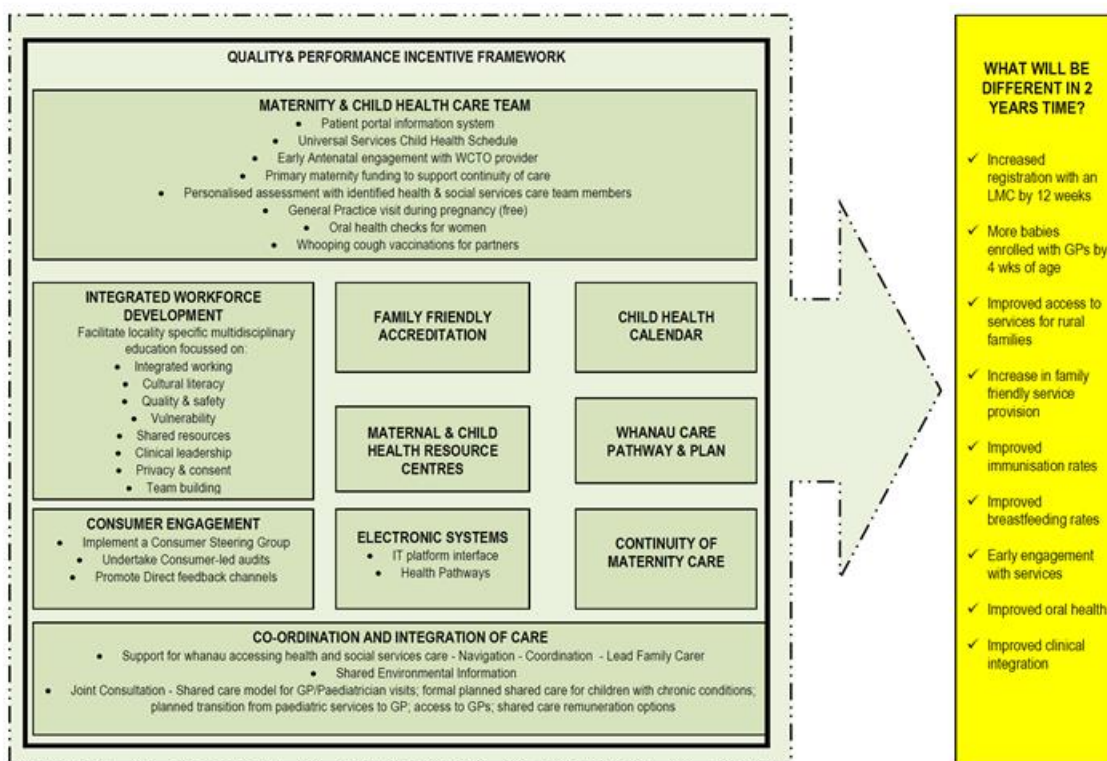 QUALITY& PERFORMANCE INCENTIVE FRAMEWORK
MATERNITY & CHILD HEALTH CARE TEAM
• Patient portal information system
• Universal Services Child Health Schedule
• Early Antenatal engagement with WCTO provider
• Primary maternity funding to support continuity of care
• Personalised assessment with identified health & social services care team members
• General Practice visit during pregnancy (free)
• Oral health checks for women
• Whooping cough vaccinations for partners
INTEGRATED WORKFORCE
DEVELOPMENT
Facilitate locality specific multidisciplinary
education focussed on:
• Integrated working
• Cultural literacy
• Quality & safety
• Vulnerability
• Shared resources
• Clinical leadership
• Privacy & consent
• Team building
FAMILY FRIENDLY
ACCREDITATION
CHILD HEALTH
CALENDAR
MATERNAL & CHILD
HEALTH RESOURCE
CENTRES
WHANAU CARE
PATHWAY & PLAN
CONSUMER ENGAGEMENT
• Implement a Consumer Steering Group
• Undertake Consumer-led audits
• Promote Direct feedback channels
ELECTRONIC SYSTEMS
• IT platform interface
• Health Pathways
CONTINUITY OF
MATERNITY CARE
CO-ORDINATION AND INTEGRATION OF CARE
• Support for whanau accessing health and social services care - Navigation - Coordination - Lead Family Carer
• Shared Environmental Information
• Joint Consultation - Shared care model for GP/Paediatrician visits; formal planned shared care for children with chronic conditions;
planned transition from paediatric services to GP; access to GPs; shared care remuneration options
WHAT WILL BE
DIFFERENT IN 2
YEARS TIME?
✓ Increased
registration with an
LMC by 12 weeks
✓ More babies
enrolled with GPs by
4 wks of age
✓ Improved access to
services for rural
families
✓ Increase in family
friendly service
provision
✓ Improved
immunisation rates
✓ Improved
breastfeeding rates
✓ Early engagement
with services
✓ Improved oral health
✓ Improved clinical
integration